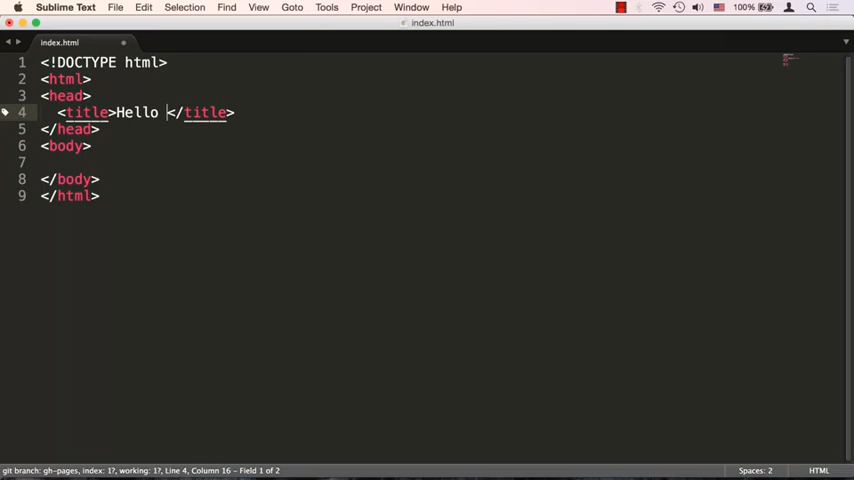 Sublime Text File Edit Selection Find View Goto Tools Project Window Help 100%
index.html
index.html
1 <!DOCTYPE html>
2 <html>
3 <head>
4 <title>Hello </title>
5 </head>
6 <body>
7
8 </body>
9 </html>
git branch: gh-pages, index: 1?, working: 1?, Line 4, Column 16 - Field 1 of 2 Spaces: 2 HTML